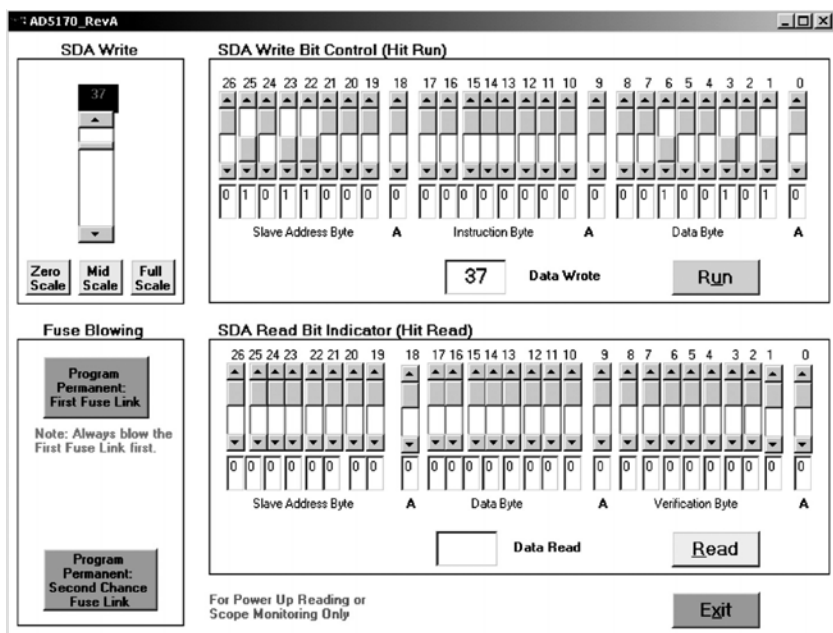 AD5170_RevA
SDA Write
37
Zero Scale
Mid Scale
Full Scale
SDA Write Bit Control (Hit Run)
26 25 24 23 22 21 20 19 18 17 16 15 14 13 12 11 10 9 8 7 6 5 4 3 2 1 0
0 1 0 1 1 0 0 0 0 0 0 0 0 0 0 0 0 0 0 0 1 0 0 1 0 1 0
Slave Address Byte A Instruction Byte A Data Byte A
37 Data Wrote Run
Fuse Blowing
Program
Permanent:
First Fuse Link
Note: Always blow the
First Fuse Link first.
Program
Permanent:
Second Chance
Fuse Link
SDA Read Bit Indicator (Hit Read)
26 25 24 23 22 21 20 19 18 17 16 15 14 13 12 11 10 9 8 7 6 5 4 3 2 1 0
0 0 0 0 0 0 0 0 0 0 0 0 0 0 0 0 0 0 0 0 0 0 0 0 0 0 0
Slave Address Byte A Data Byte A Verification Byte A
Data Read Read
For Power Up Reading or
Scope Monitoring Only
Exit